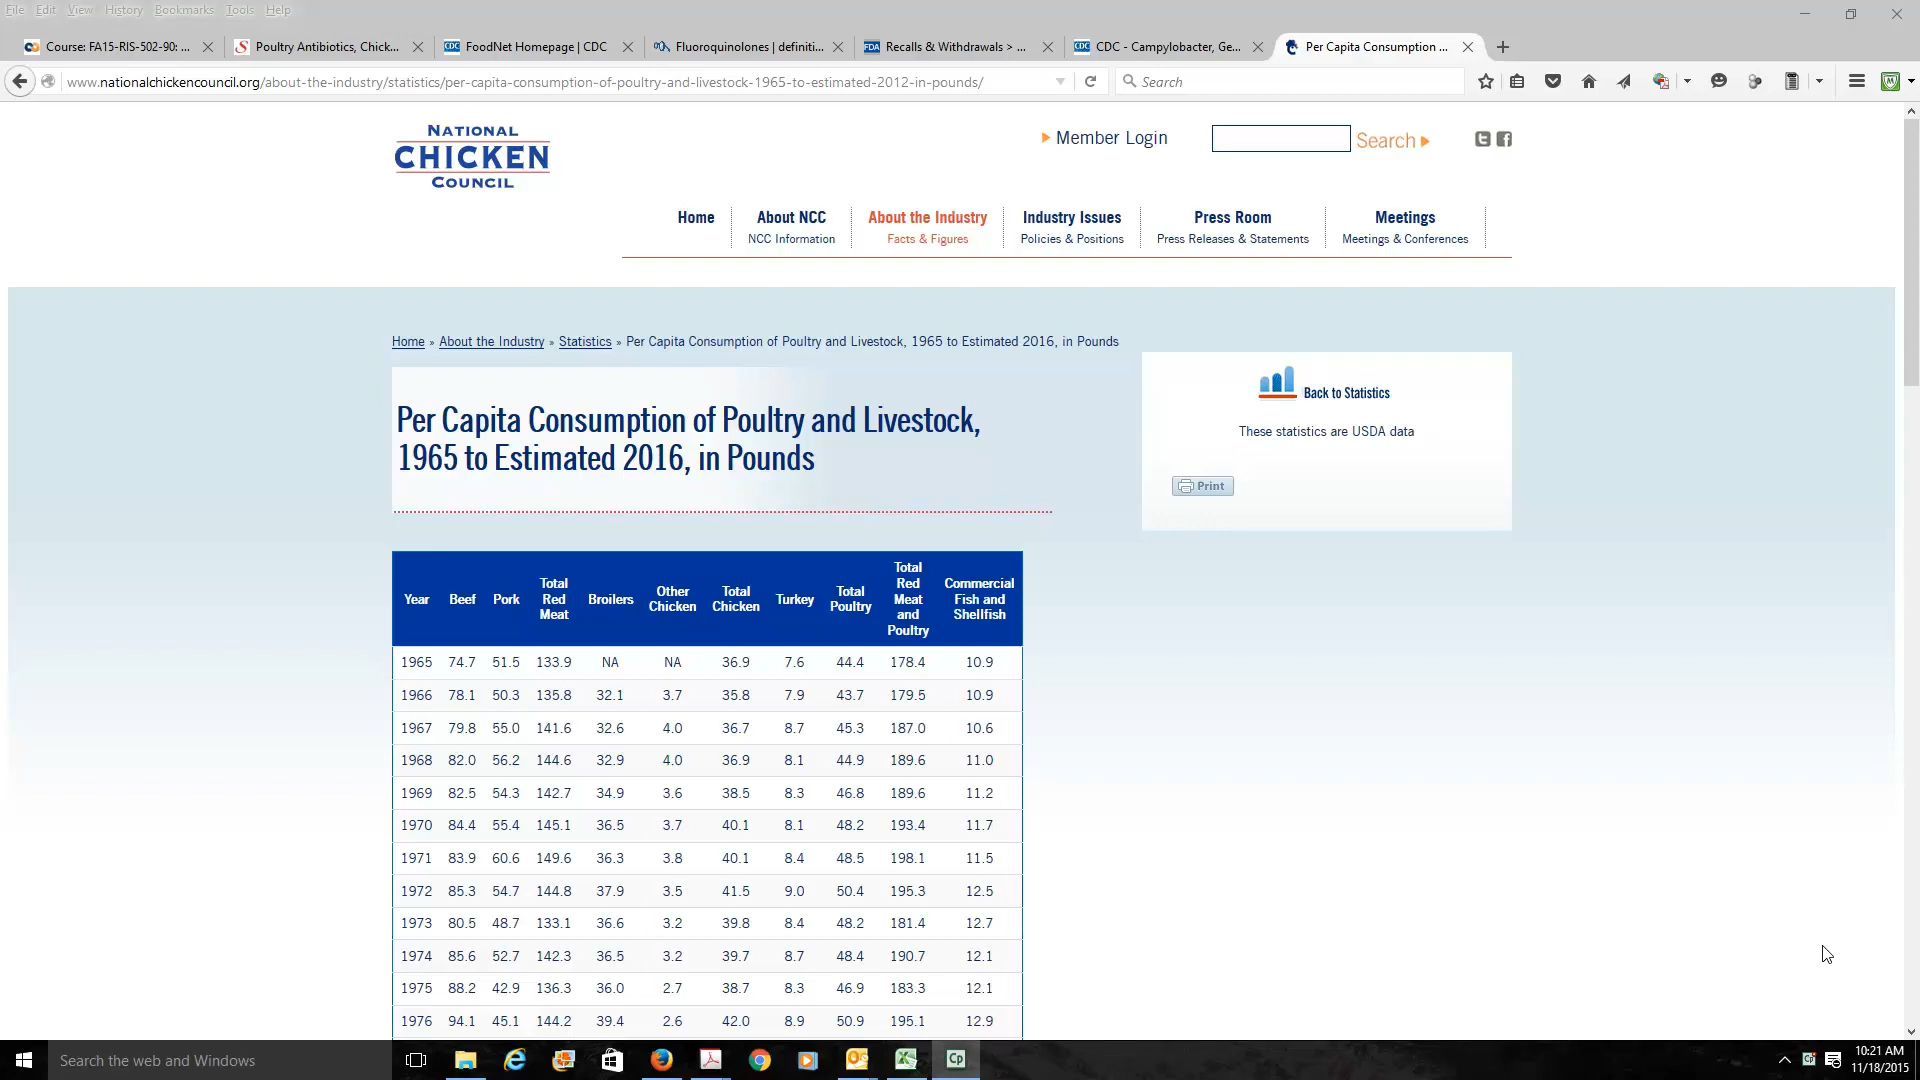 File Edit View History Bookmarks Tools Help
Course: FA15-RIS-502-90: ... Poultry Antibiotics, Chick... FoodNet Homepage | CDC Fluoroquinolones | definiti... Recalls & Withdrawals > ... CDC - Campylobacter, Ge... Per Capita Consumption ...
www.nationalchickencouncil.org/about-the-industry/statistics/per-capita-consumption-of-poultry-and-livestock-1965-to-estimated-2012-in-pounds/ Search
NATIONAL
CHICKEN
COUNCIL
Member Login Search
Home About NCC About the Industry Industry Issues Press Room Meetings
NCC Information Facts & Figures Policies & Positions Press Releases & Statements Meetings & Conferences
Home » About the Industry » Statistics » Per Capita Consumption of Poultry and Livestock, 1965 to Estimated 2016, in Pounds
Per Capita Consumption of Poultry and Livestock,
1965 to Estimated 2016, in Pounds
Back to Statistics
These statistics are USDA data
Print
Year Beef Pork Total Red Meat Broilers Other Chicken Total Chicken Turkey Total Poultry Total Red Meat and Poultry Commercial Fish and Shellfish
1965 74.7 51.5 133.9 NA NA 36.9 7.6 44.4 178.4 10.9
1966 78.1 50.3 135.8 32.1 3.7 35.8 7.9 43.7 179.5 10.9
1967 79.8 55.0 141.6 32.6 4.0 36.7 8.7 45.3 187.0 10.6
1968 82.0 56.2 144.6 32.9 4.0 36.9 8.1 44.9 189.6 11.0
1969 82.5 54.3 142.7 34.9 3.6 38.5 8.3 46.8 189.6 11.2
1970 84.4 55.4 145.1 36.5 3.7 40.1 8.1 48.2 193.4 11.7
1971 83.9 60.6 149.6 36.3 3.8 40.1 8.4 48.5 198.1 11.5
1972 85.3 54.7 144.8 37.9 3.5 41.5 9.0 50.4 195.3 12.5
1973 80.5 48.7 133.1 36.6 3.2 39.8 8.4 48.2 181.4 12.7
1974 85.6 52.7 142.3 36.5 3.2 39.7 8.7 48.4 190.7 12.1
1975 88.2 42.9 136.3 36.0 2.7 38.7 8.3 46.9 183.3 12.1
1976 94.1 45.1 144.2 39.4 2.6 42.0 8.9 50.9 195.1 12.9
Search the web and Windows
10:21 AM
11/18/2015